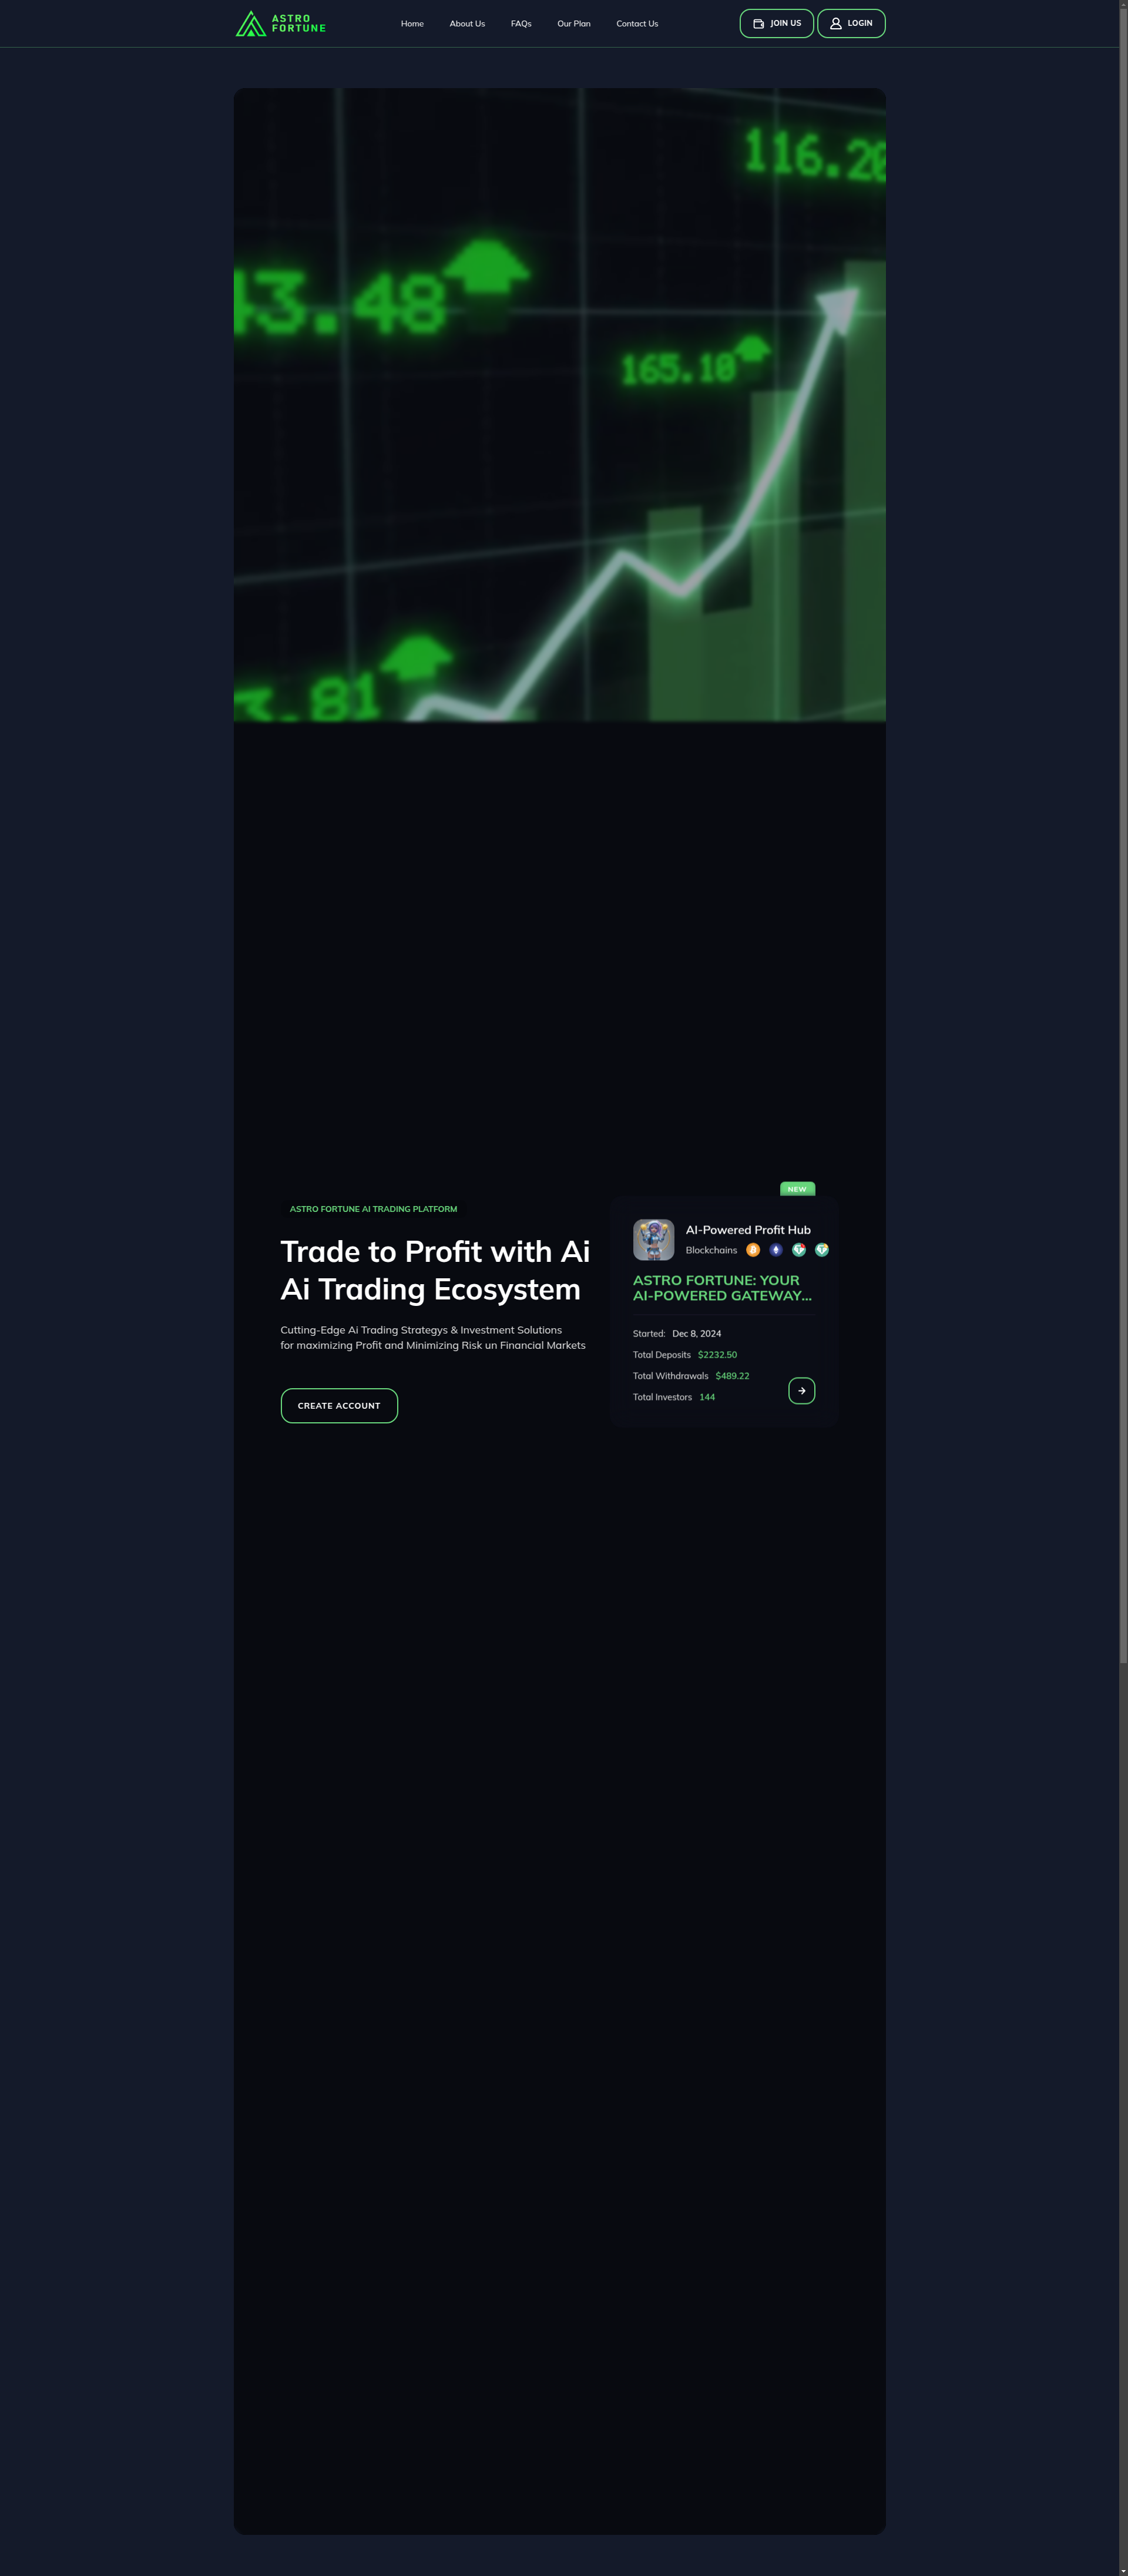 ASTRO
FORTUNE
Home
About Us
FAQs
Our Plan
Contact Us
JOIN US
LOGIN
116.20
43.48
165.10
3.81
NEW
ASTRO FORTUNE AI TRADING PLATFORM
Trade to Profit with Ai
Ai Trading Ecosystem
Cutting-Edge Ai Trading Strategys & Investment Solutions
for maximizing Profit and Minimizing Risk un Financial Markets
CREATE ACCOUNT
AI-Powered Profit Hub
Blockchains
ASTRO FORTUNE: YOUR
AI-POWERED GATEWAY...
Started: Dec 8, 2024
Total Deposits $2232.50
Total Withdrawals $489.22
Total Investors 144